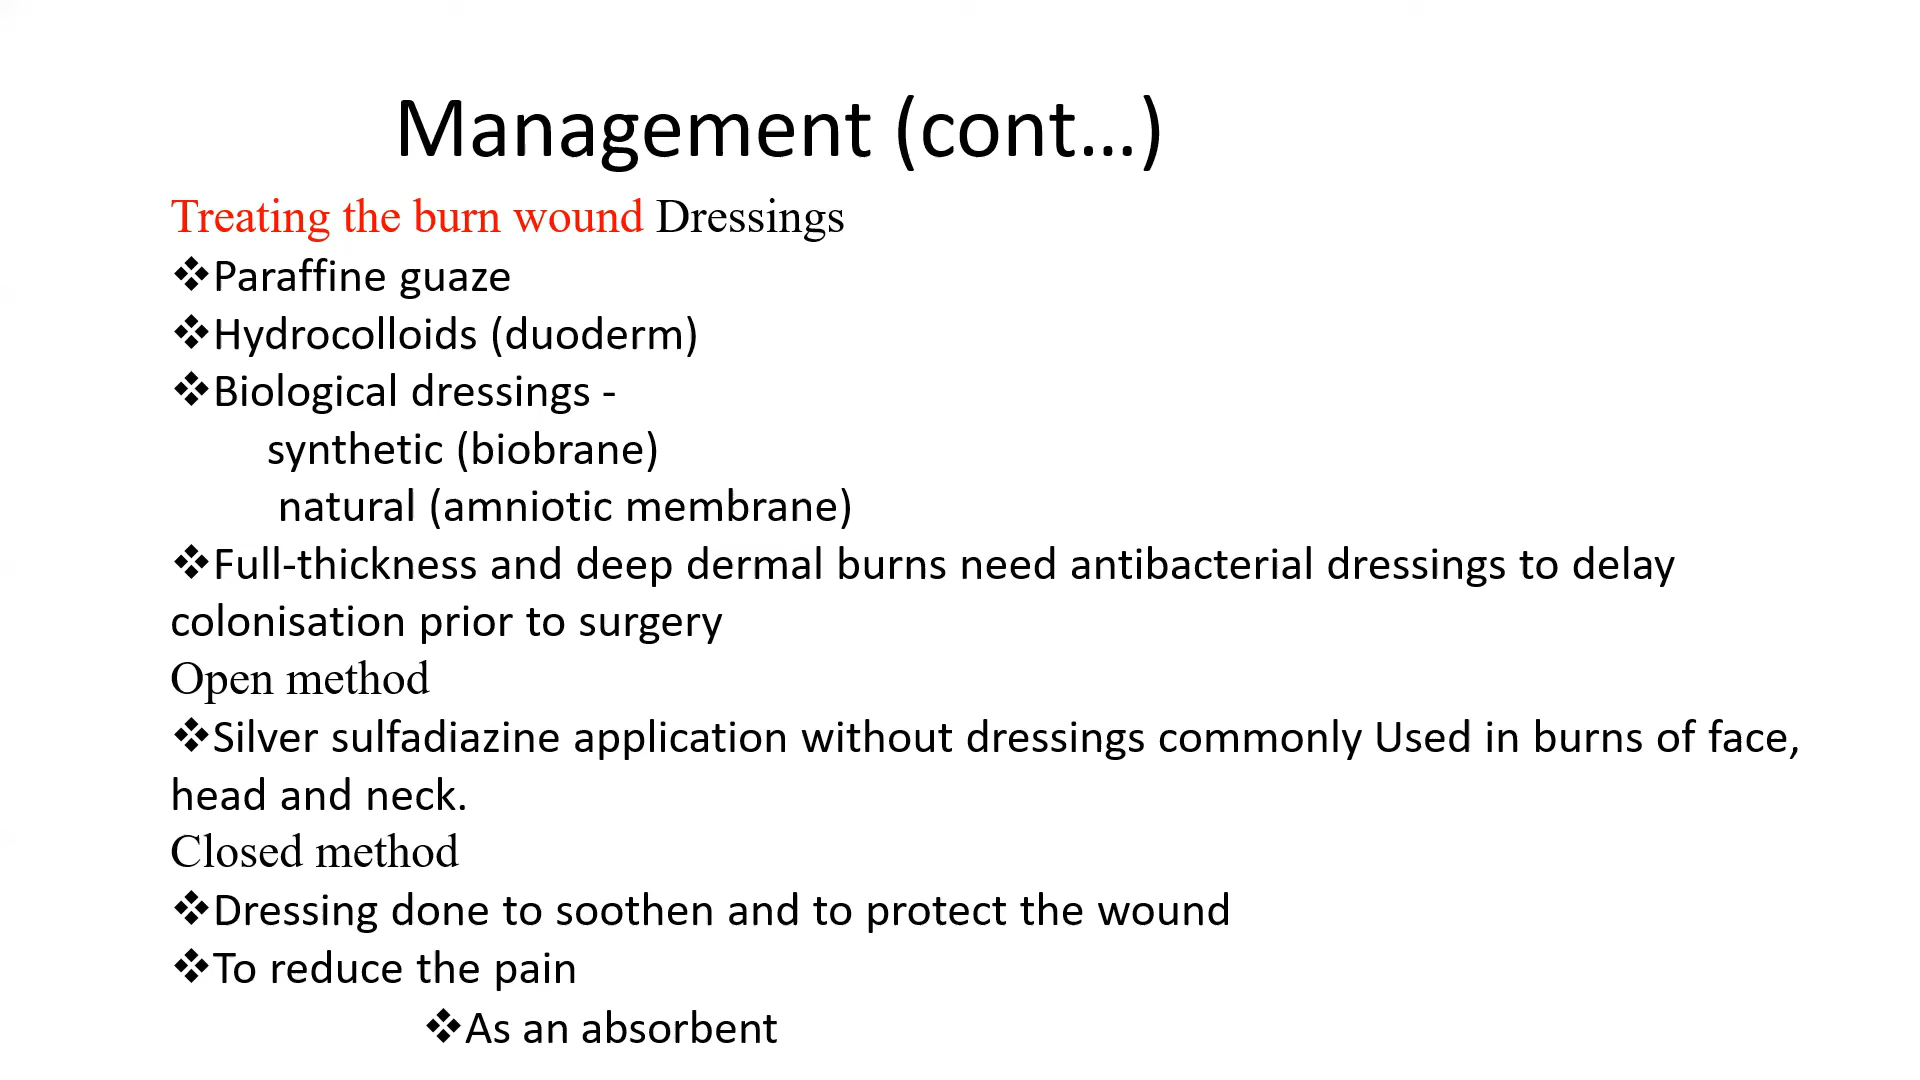 Management (cont...)
Treating the burn wound Dressings
❖Paraffine guaze
❖Hydrocolloids (duoderm)
❖Biological dressings -
synthetic (biobrane)
natural (amniotic membrane)
❖Full-thickness and deep dermal burns need antibacterial dressings to delay
colonisation prior to surgery
Open method
❖Silver sulfadiazine application without dressings commonly Used in burns of face,
head and neck.
Closed method
❖Dressing done to soothen and to protect the wound
❖To reduce the pain
❖As an absorbent